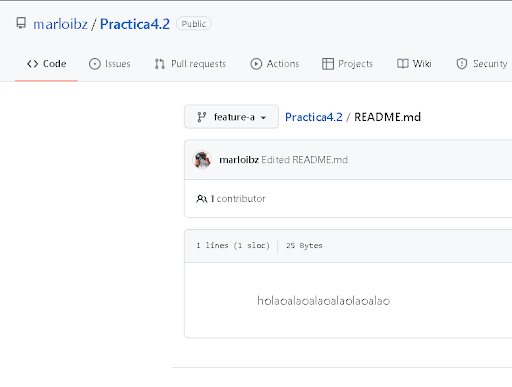 marloibz / Practica4.2 Public
Code Issues Pull requests Actions Projects Wiki Security
feature-a Practica4.2 / README.md
marloibz Edited README.md
1 contributor
1 lines (1 sloc) 25 Bytes
holaoalaoalaoalaolaoalao